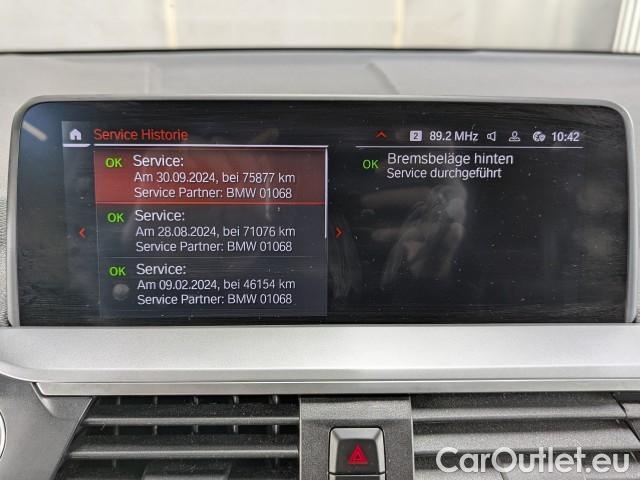 Service Historie
2 89.2 MHz 10:42
OK Service:
Am 30.09.2024, bei 75877 km
Service Partner: BMW 01068
OK Service:
Am 28.08.2024, bei 71076 km
Service Partner: BMW 01068
OK Service:
Am 09.02.2024, bei 46154 km
Service Partner: BMW 01068
OK Bremsbeläge hinten
Service durchgeführt
CarOutlet.eu